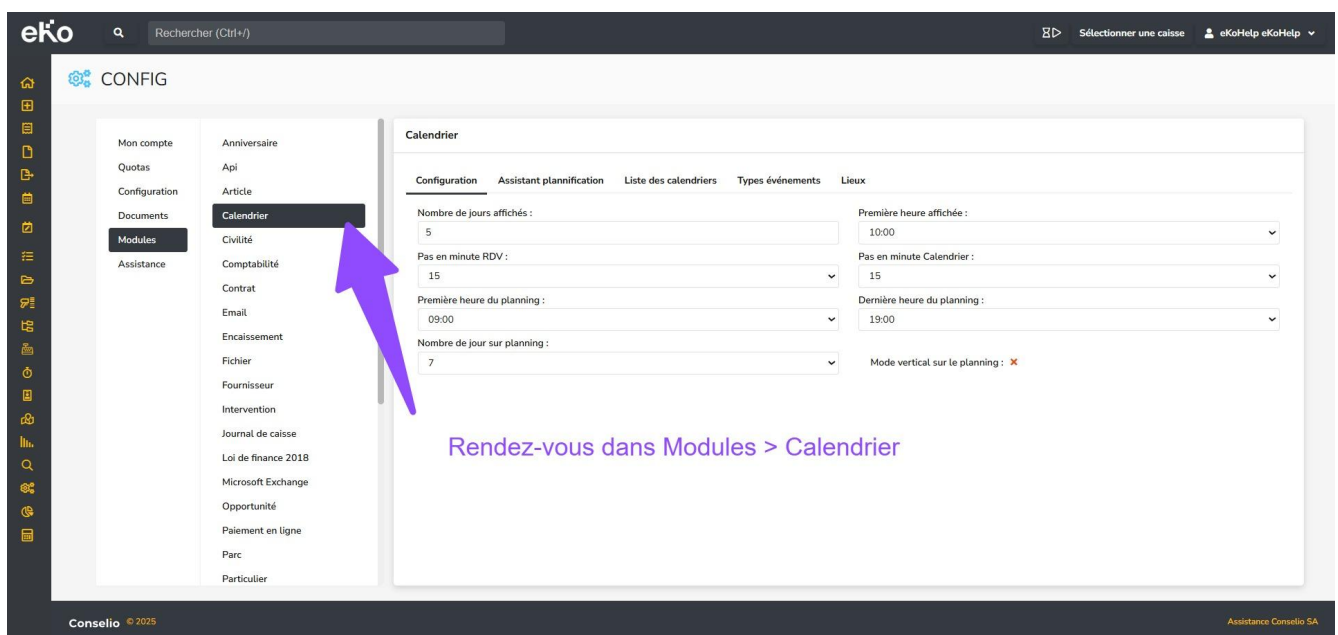 eko
Rechercher (Ctrl+/)
Sélectionner une caisse
eKoHelp eKoHelp
CONFIG
Mon compte
Quotas
Configuration
Documents
Modules
Assistance
Anniversaire
Api
Article
Calendrier
Civilité
Comptabilité
Contrat
Email
Encaissement
Fichier
Fournisseur
Intervention
Journal de caisse
Loi de finance 2018
Microsoft Exchange
Opportunité
Paiement en ligne
Parc
Particulier
Calendrier
Configuration Assistant plannification Liste des calendriers Types événements Lieux
Nombre de jours affichés : Première heure affichée :
5 10:00
Pas en minute RDV : Pas en minute Calendrier :
15 15
Première heure du planning : Dernière heure du planning :
09:00 19:00
Nombre de jour sur planning :
7 Mode vertical sur le planning :
Rendez-vous dans Modules > Calendrier
Conselio © 2025
Assistance Conselio SA